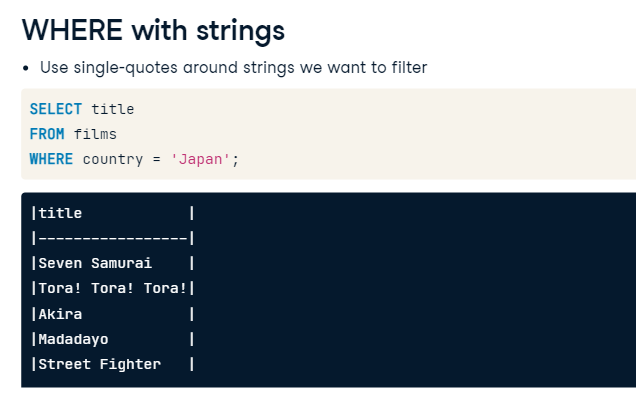 WHERE with strings
• Use single-quotes around strings we want to filter
SELECT title
FROM films
WHERE country = 'Japan';
|title            |
|-----------------|
|Seven Samurai    |
|Tora! Tora! Tora!|
|Akira            |
|Madadayo         |
|Street Fighter   |